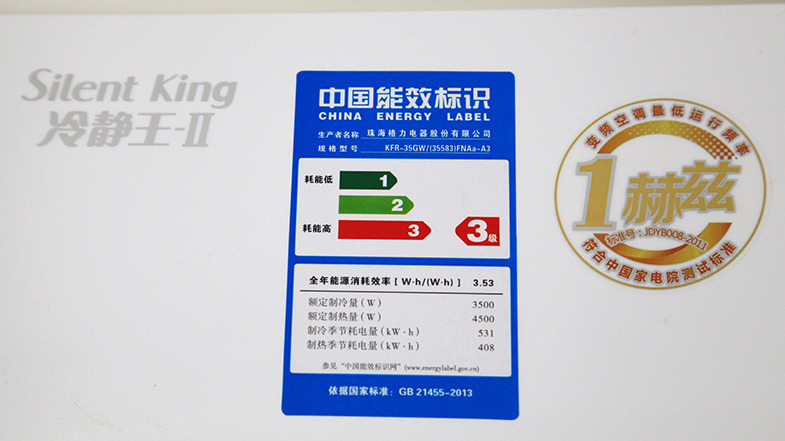 Silent King
冷静王-II
中国能效标识
CHINA ENERGY LABEL
生产者名称 珠海格力电器股份有限公司
规格型号 KFR-35GW/(35583)FNAa-A3
耗能低
1
2
耗能高
3
3级
全年能源消耗效率[W·h/(W·h)] 3.53
额定制冷量(W) 3500
额定制热量(W) 4500
制冷季节耗电量(kW·h) 531
制热季节耗电量(kW·h) 408
参见“中国能效标识网”(www.energylabel.gov.cn)
依据国家标准：GB 21455-2013
变频空调最低运行频率
1赫兹
标准号：JDYB008-2011
符合中国家电院测试标准